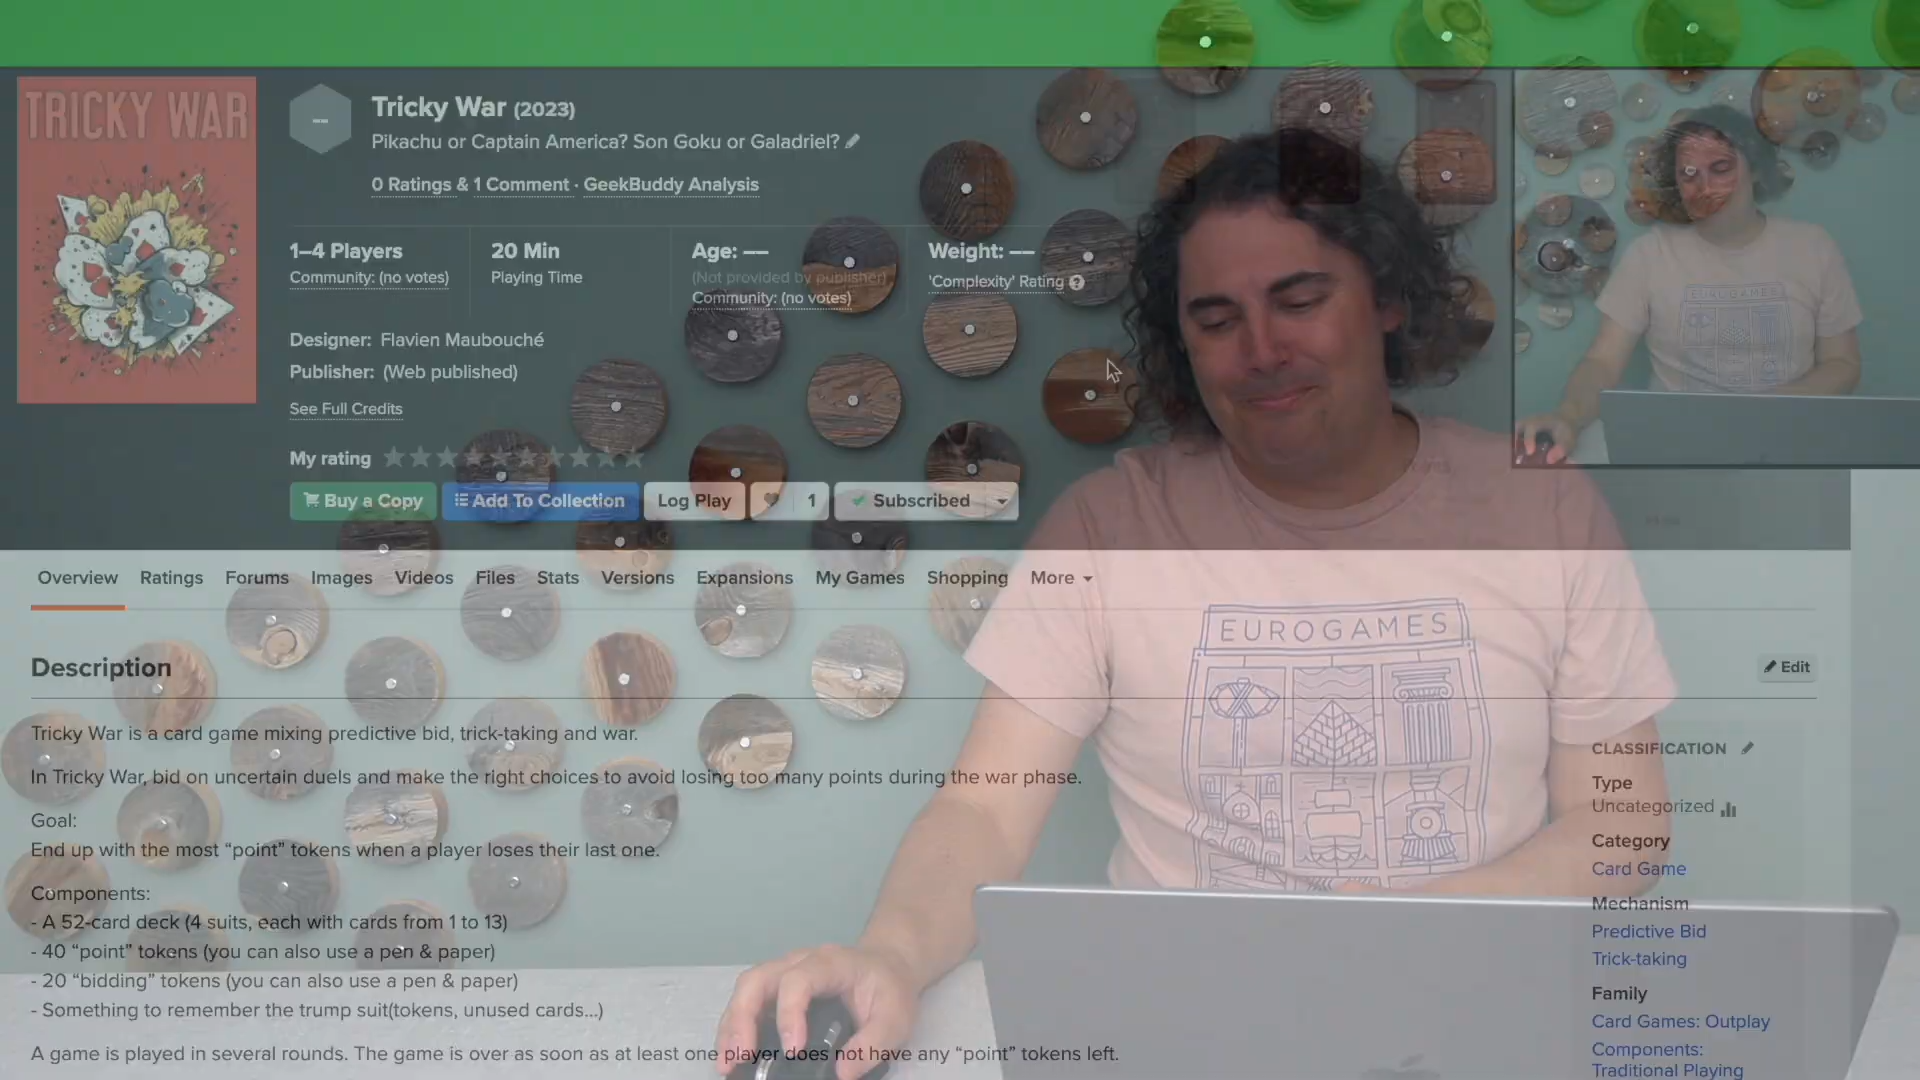 TRICKY WAR
--
Tricky War (2023)
Pikachu or Captain America? Son Goku or Galadriel?
0 Ratings & 1 Comment · GeekBuddy Analysis
1–4 Players
Community: (no votes)
20 Min
Playing Time
Age: —
(Not provided by publisher)
Community: (no votes)
Weight: —
'Complexity' Rating
Designer: Flavien Maubouché
Publisher: (Web published)
See Full Credits
My rating
Buy a Copy
Add To Collection
Log Play
1
Subscribed
Overview
Ratings
Forums
Images
Videos
Files
Stats
Versions
Expansions
My Games
Shopping
More
Description
Edit
Tricky War is a card game mixing predictive bid, trick-taking and war.
In Tricky War, bid on uncertain duels and make the right choices to avoid losing too many points during the war phase.
Goal:
End up with the most “point” tokens when a player loses their last one.
Components:
- A 52-card deck (4 suits, each with cards from 1 to 13)
- 40 “point” tokens (you can also use a pen & paper)
- 20 “bidding” tokens (you can also use a pen & paper)
- Something to remember the trump suit(tokens, unused cards...)
A game is played in several rounds. The game is over as soon as at least one player does not have any “point” tokens left.
CLASSIFICATION
Type
Uncategorized
Category
Card Game
Mechanism
Predictive Bid
Trick-taking
Family
Card Games: Outplay
Components:
Traditional Playing
EUROGAMES
EUROGAMES